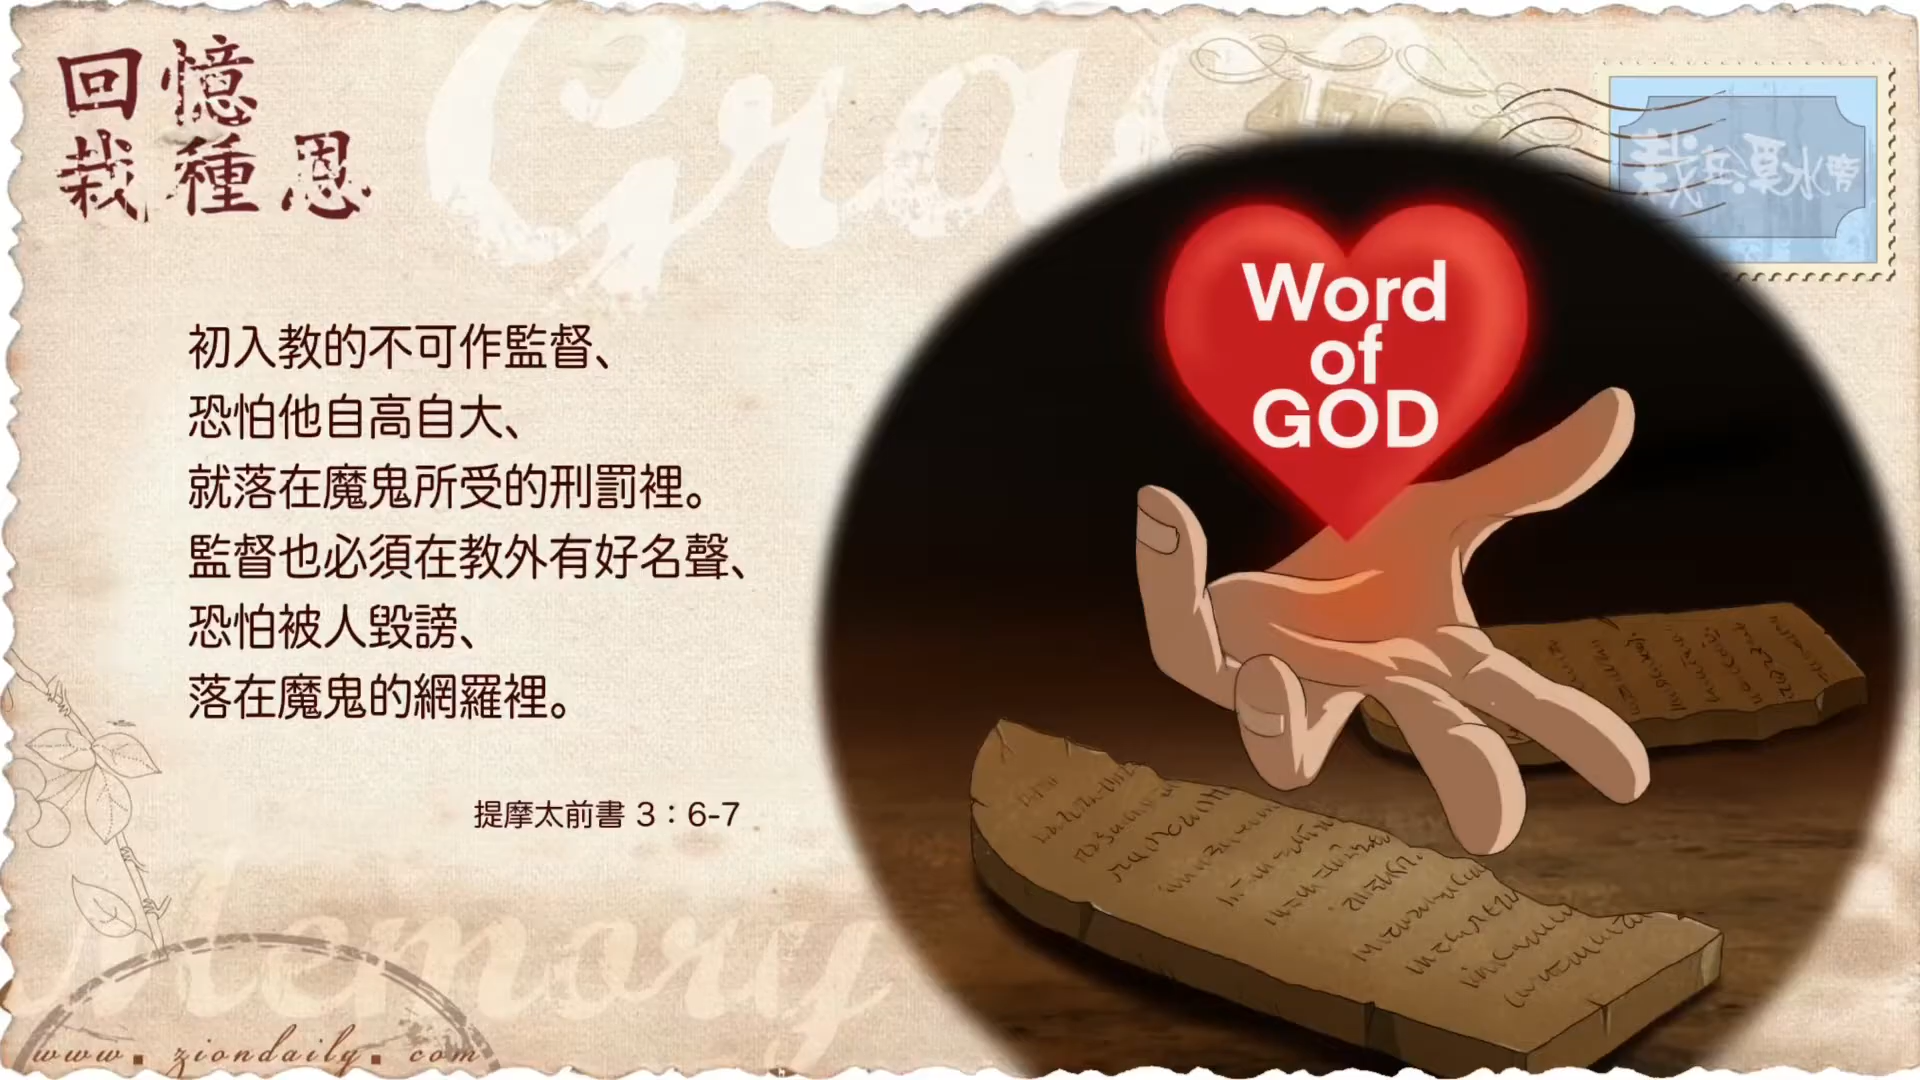 回憶
栽種恩
Grac
初入教的不可作監督、
恐怕他自高自大、
就落在魔鬼所受的刑罰裡。
監督也必須在教外有好名聲、
恐怕被人毀謗、
落在魔鬼的網羅裡。
提摩太前書 3：6-7
Word
of
GOD
Memory
www.ziondaily.com